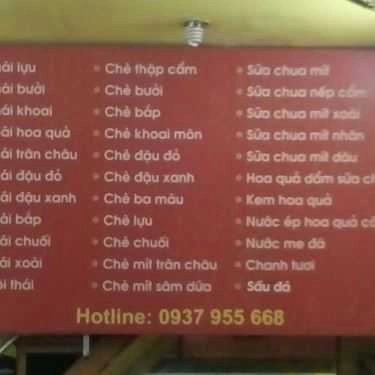 ái lựu
ái bưởi
ái khoai
ái hoa quả
ái trân châu
ái đậu đỏ
ái đậu xanh
ái bắp
ái chuối
ái xoài
thái
Chè thập cẩm
Chè bưởi
Chè bắp
Chè khoai môn
Chè đậu đỏ
Chè đậu xanh
Chè ba màu
Chè lựu
Chè chuối
Chè mít trân châu
Chè mít sâm dừa
Sữa chua mít
Sữa chua nếp cẩm
Sữa chua mít xoài
Sữa chua mít nhãn
Sữa chua mít dâu
Hoa quả dầm sữa ch
Kem hoa quả
Nước ép hoa quả cá
Nước me đá
Chanh tươi
Sấu đá
Hotline: 0937 955 668